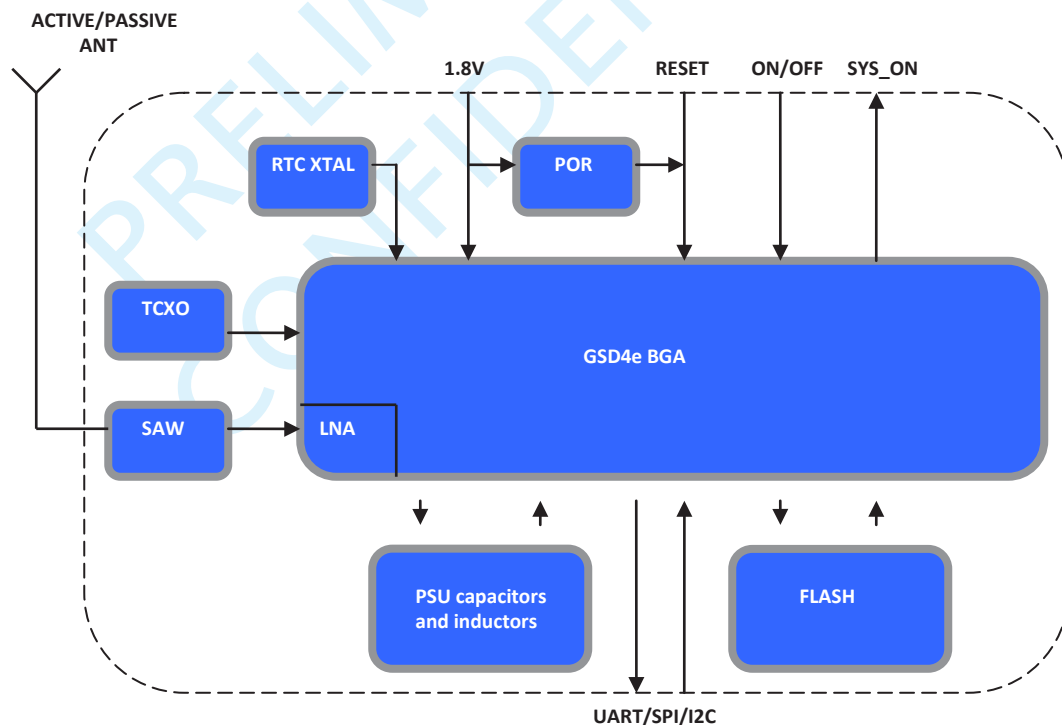 ACTIVE/PASSIVE
ANT
1.8V
RESET
ON/OFF
SYS_ON
RTC XTAL
POR
TCXO
GSD4e BGA
SAW
LNA
PSU capacitors
and inductors
FLASH
UART/SPI/I2C